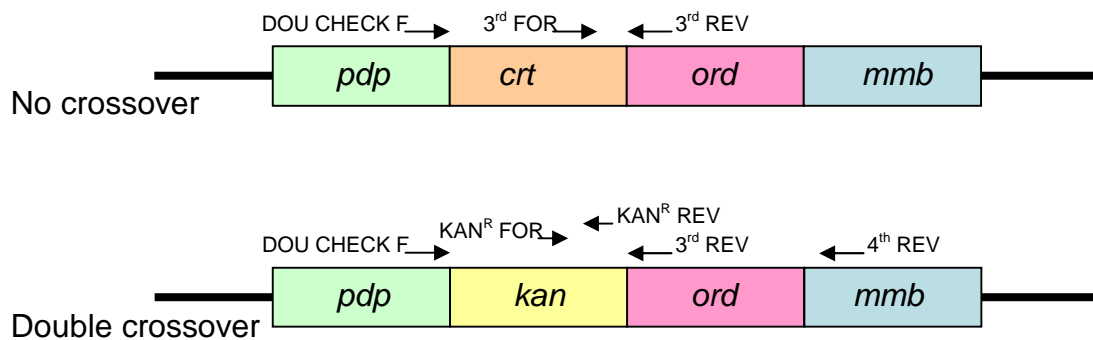 DOU CHECK F 3rd FOR 3rd REV
pdp crt ord mmb
No crossover
KANR REV
KANR FOR
DOU CHECK F 3rd REV 4th REV
pdp kan ord mmb
Double crossover